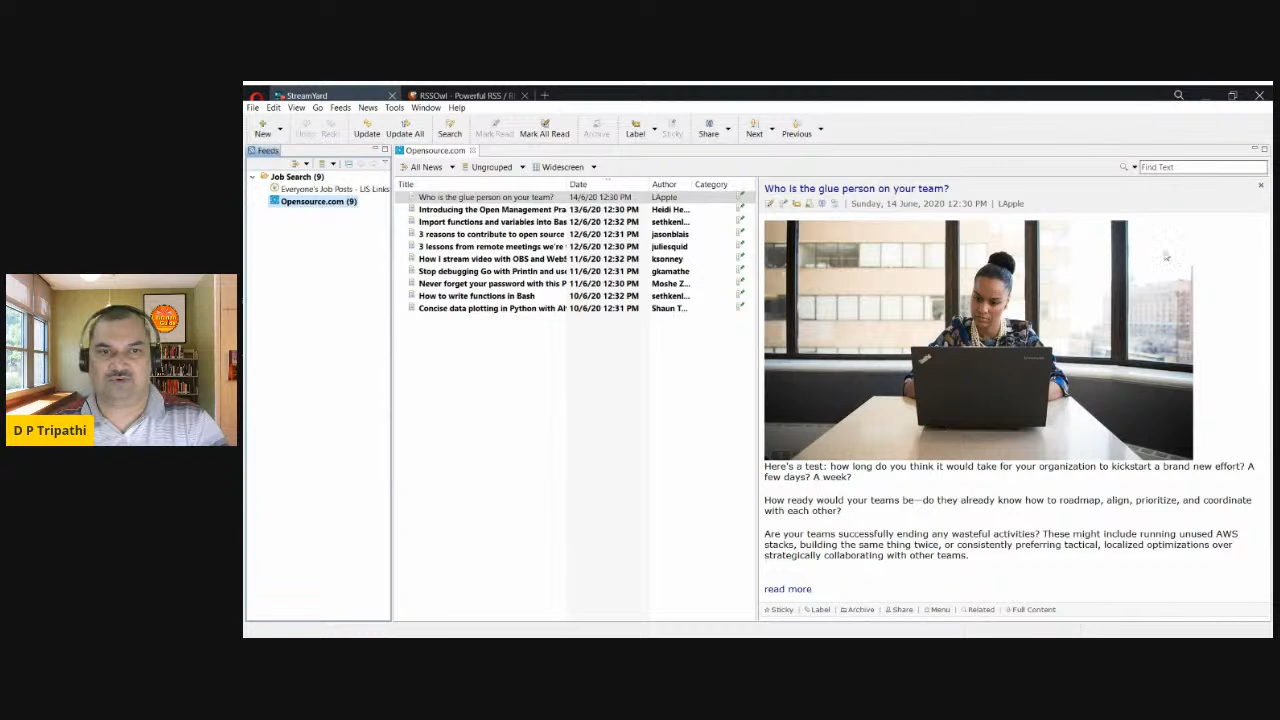 StreamYard
RSSOwl - Powerful RSS / R
File Edit View Go Feeds News Tools Window Help
New Undo Redo Update Update All Search Mark Read Mark All Read Archive Label Sticky Share Next Previous
Feeds
Opensource.com
All News Ungrouped Widescreen
Find Text
Job Search (9)
Everyone's Job Posts - LIS Links
Opensource.com (9)
Title Date Author Category
Who is the glue person on your team? 14/6/20 12:30 PM LApple
Introducing the Open Management Pra 13/6/20 12:30 PM Heidi He...
Import functions and variables into Bas 12/6/20 12:32 PM sethkenl...
3 reasons to contribute to open source 12/6/20 12:31 PM jasonblais
3 lessons from remote meetings we're 12/6/20 12:30 PM juliesquid
How I stream video with OBS and WebS 11/6/20 12:32 PM ksonney
Stop debugging Go with Println and use 11/6/20 12:31 PM gkamathe
Never forget your password with this P 11/6/20 12:30 PM Moshe Z...
How to write functions in Bash 10/6/20 12:32 PM sethkenl...
Concise data plotting in Python with Al 10/6/20 12:31 PM Shaun T...
Who is the glue person on your team?
Sunday, 14 June, 2020 12:30 PM | LApple
Here's a test: how long do you think it would take for your organization to kickstart a brand new effort? A
few days? A week?
How ready would your teams be—do they already know how to roadmap, align, prioritize, and coordinate
with each other?
Are your teams successfully ending any wasteful activities? These might include running unused AWS
stacks, building the same thing twice, or consistently preferring tactical, localized optimizations over
strategically collaborating with other teams.
read more
Sticky | Label | Archive | Share | Menu | Related | Full Content
D P Tripathi